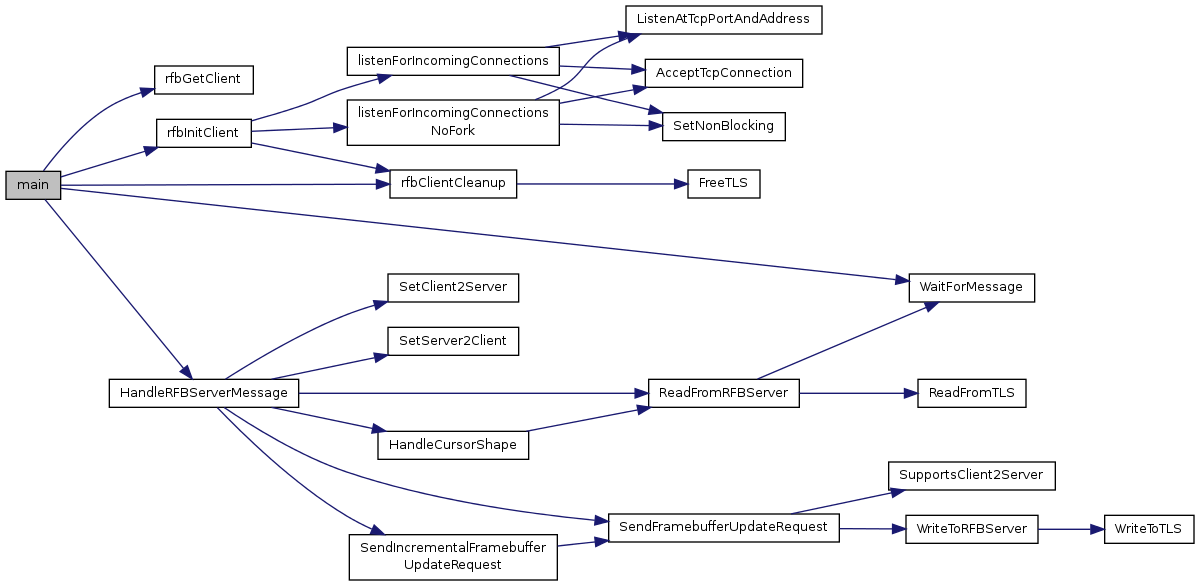 ListenAtTcpPortAndAddress
listenForIncomingConnections
rfbGetClient
AcceptTcpConnection
listenForIncomingConnections
NoFork
rfbInitClient
SetNonBlocking
main
rfbClientCleanup
FreeTLS
SetClient2Server
WaitForMessage
SetServer2Client
HandleRFBServerMessage
ReadFromRFBServer
ReadFromTLS
HandleCursorShape
SupportsClient2Server
SendFramebufferUpdateRequest
WriteToRFBServer
WriteToTLS
SendIncrementalFramebuffer
UpdateRequest